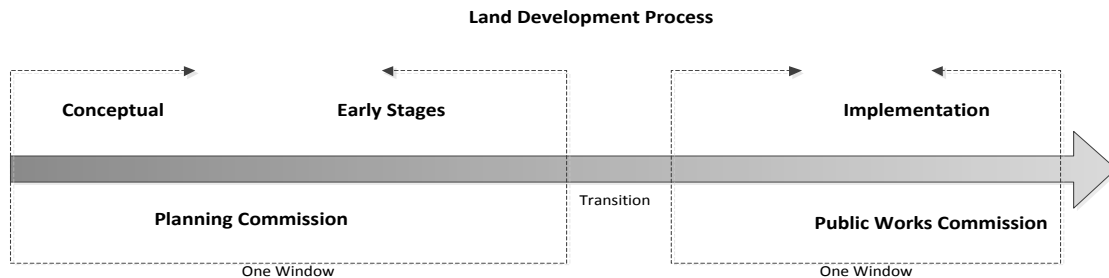 Land Development Process
Conceptual
Early Stages
Implementation
Transition
Planning Commission
Public Works Commission
One Window
One Window